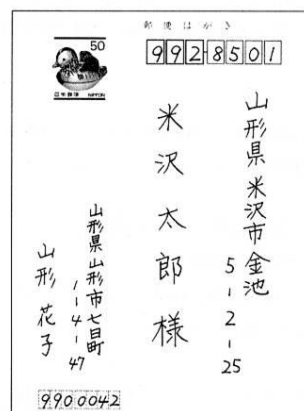 郵便はがき
50
日本郵便 NIPPON
992-8501
山形県米沢市金池
5-2-25
米沢太郎様
山形県山形市七日町
1-4-47
山形花子
9900042